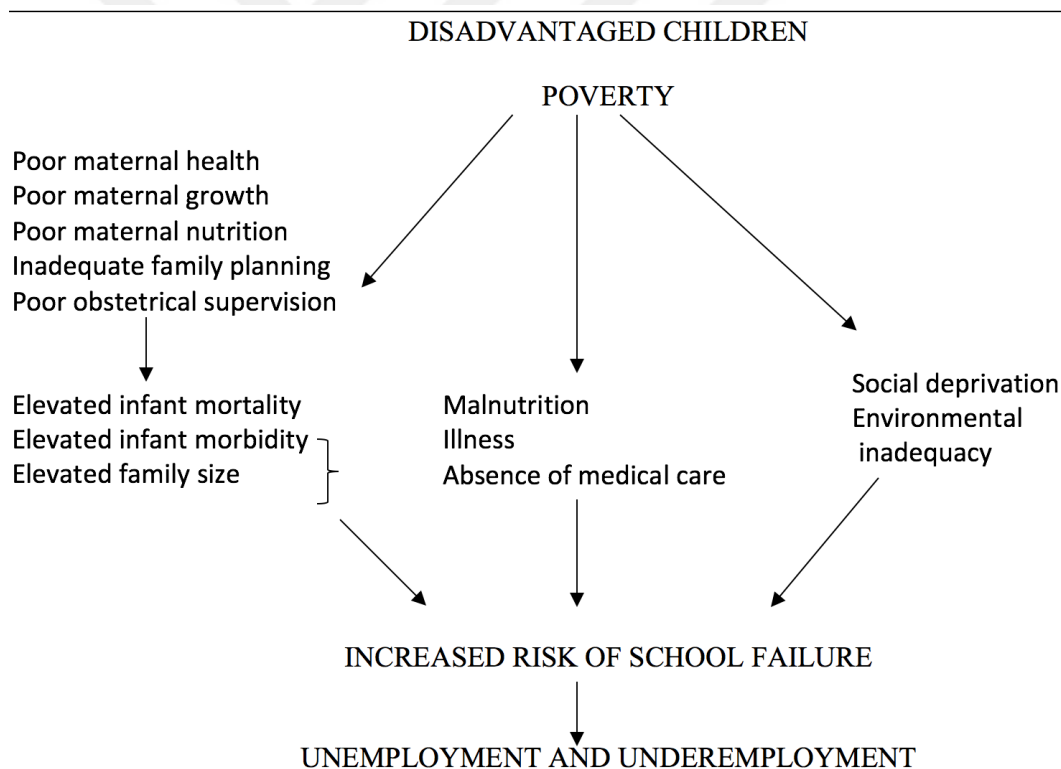 DISADVANTAGED CHILDREN
POVERTY
Poor maternal health
Poor maternal growth
Poor maternal nutrition
Inadequate family planning
Poor obstetrical supervision
Elevated infant mortality
Elevated infant morbidity
Elevated family size
Malnutrition
Illness
Absence of medical care
Social deprivation
Environmental
inadequacy
INCREASED RISK OF SCHOOL FAILURE
UNEMPLOYMENT AND UNDEREMPLOYMENT